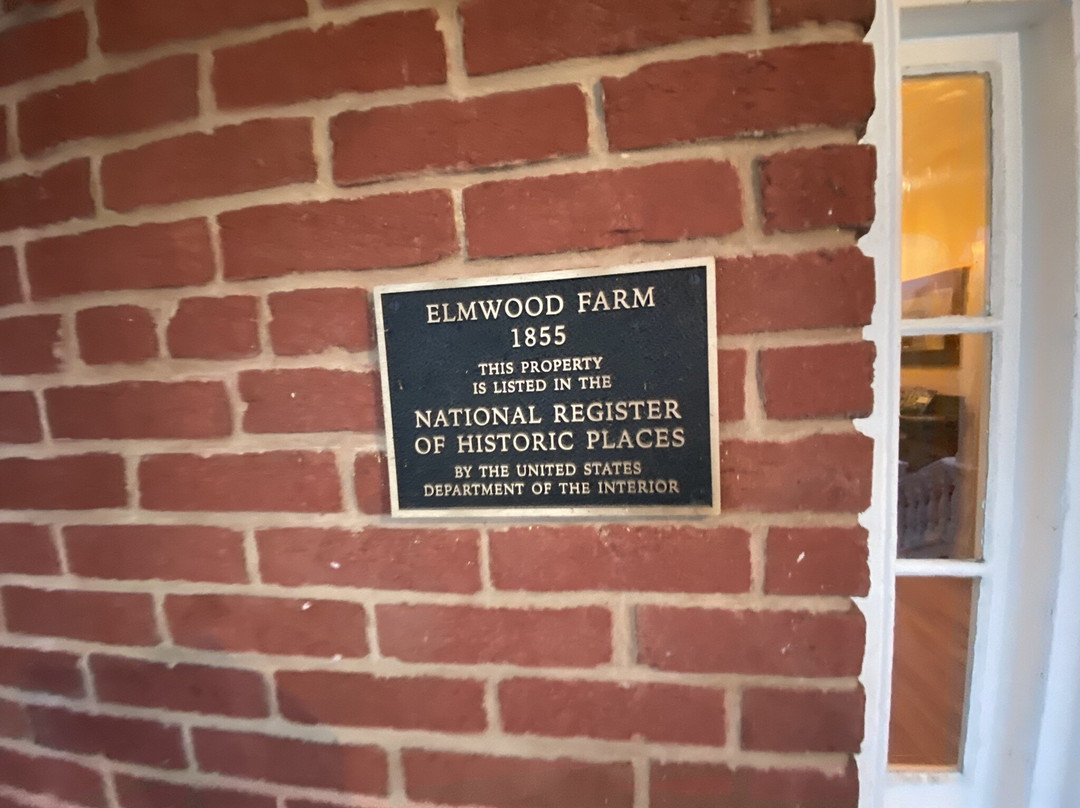 ELMWOOD FARM
1855
THIS PROPERTY
IS LISTED IN THE
NATIONAL REGISTER
OF HISTORIC PLACES
BY THE UNITED STATES
DEPARTMENT OF THE INTERIOR